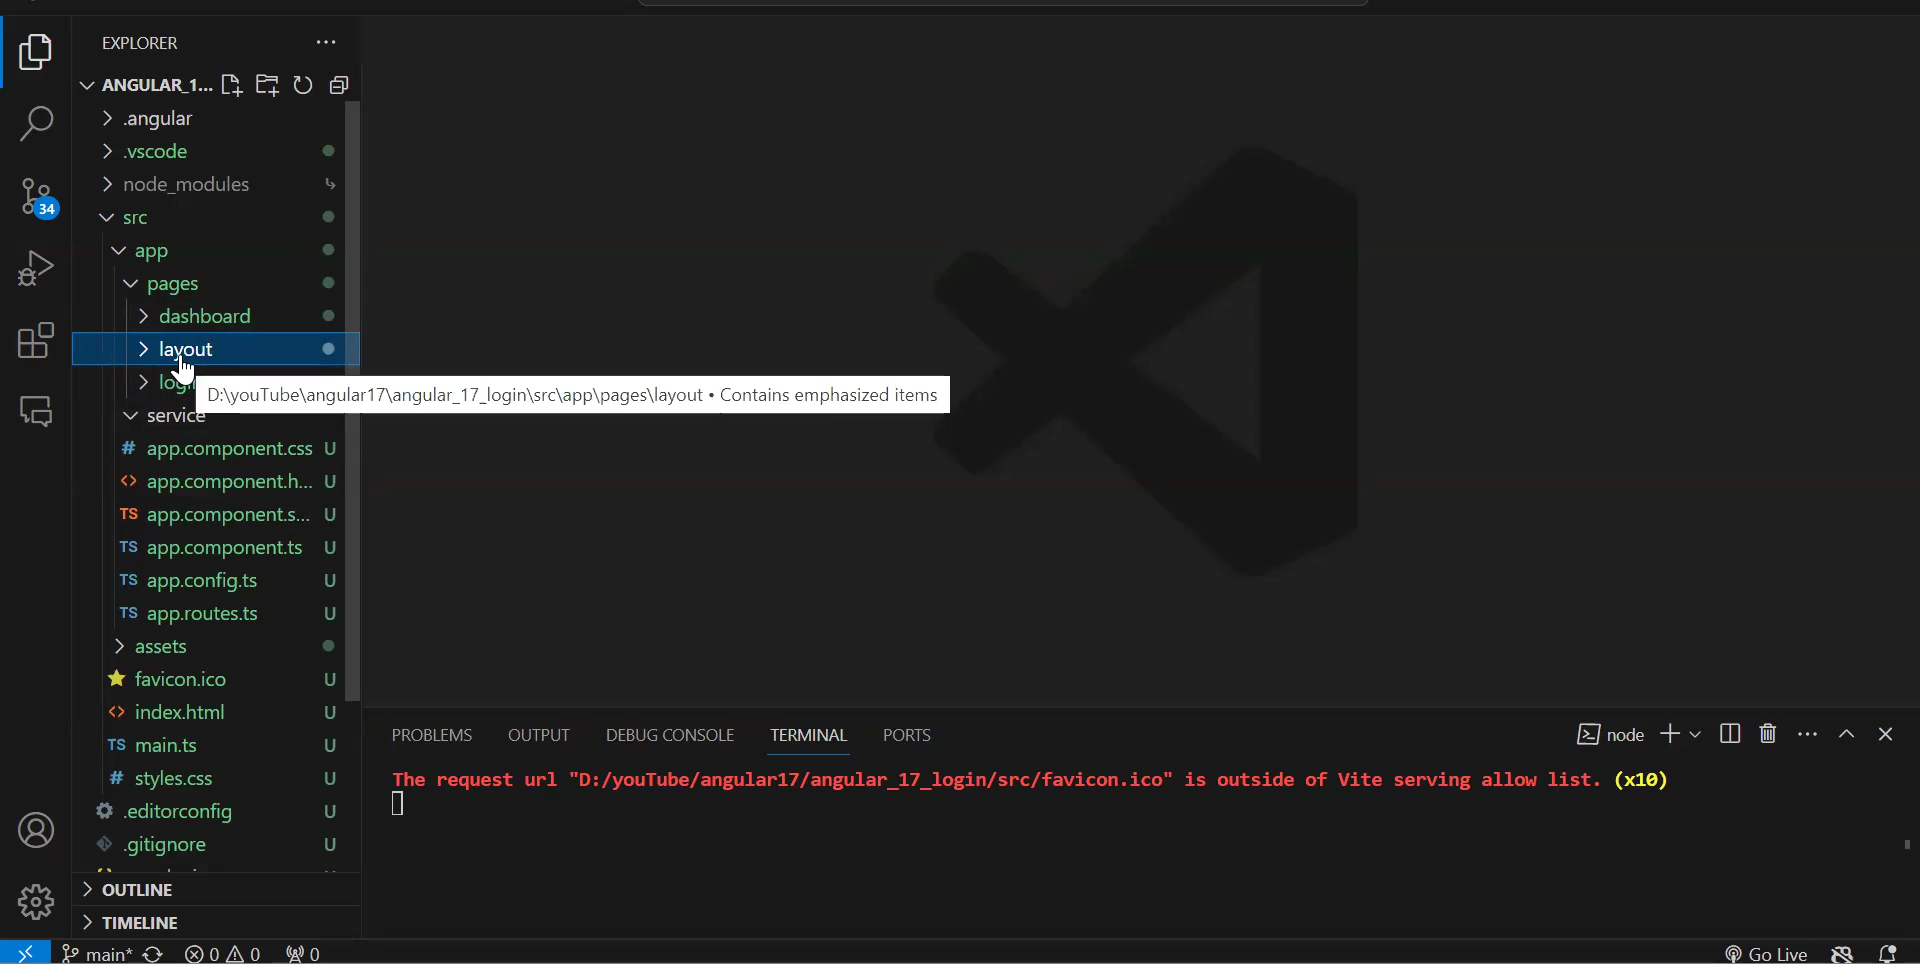 EXPLORER
ANGULAR_1...
.angular
.vscode
node_modules
src
app
pages
dashboard
layout
D:\youTube\angular17\angular_17_login\src\app\pages\layout • Contains emphasized items
service
app.component.css U
app.component.h... U
app.component.s... U
app.component.ts U
app.config.ts U
app.routes.ts U
assets
favicon.ico U
index.html U
main.ts U
styles.css U
.editorconfig U
.gitignore U
OUTLINE
TIMELINE
34
PROBLEMS OUTPUT DEBUG CONSOLE TERMINAL PORTS
node
The request url "D:/youTube/angular17/angular_17_login/src/favicon.ico" is outside of Vite serving allow list. (x10)
main* 0 0 0
Go Live